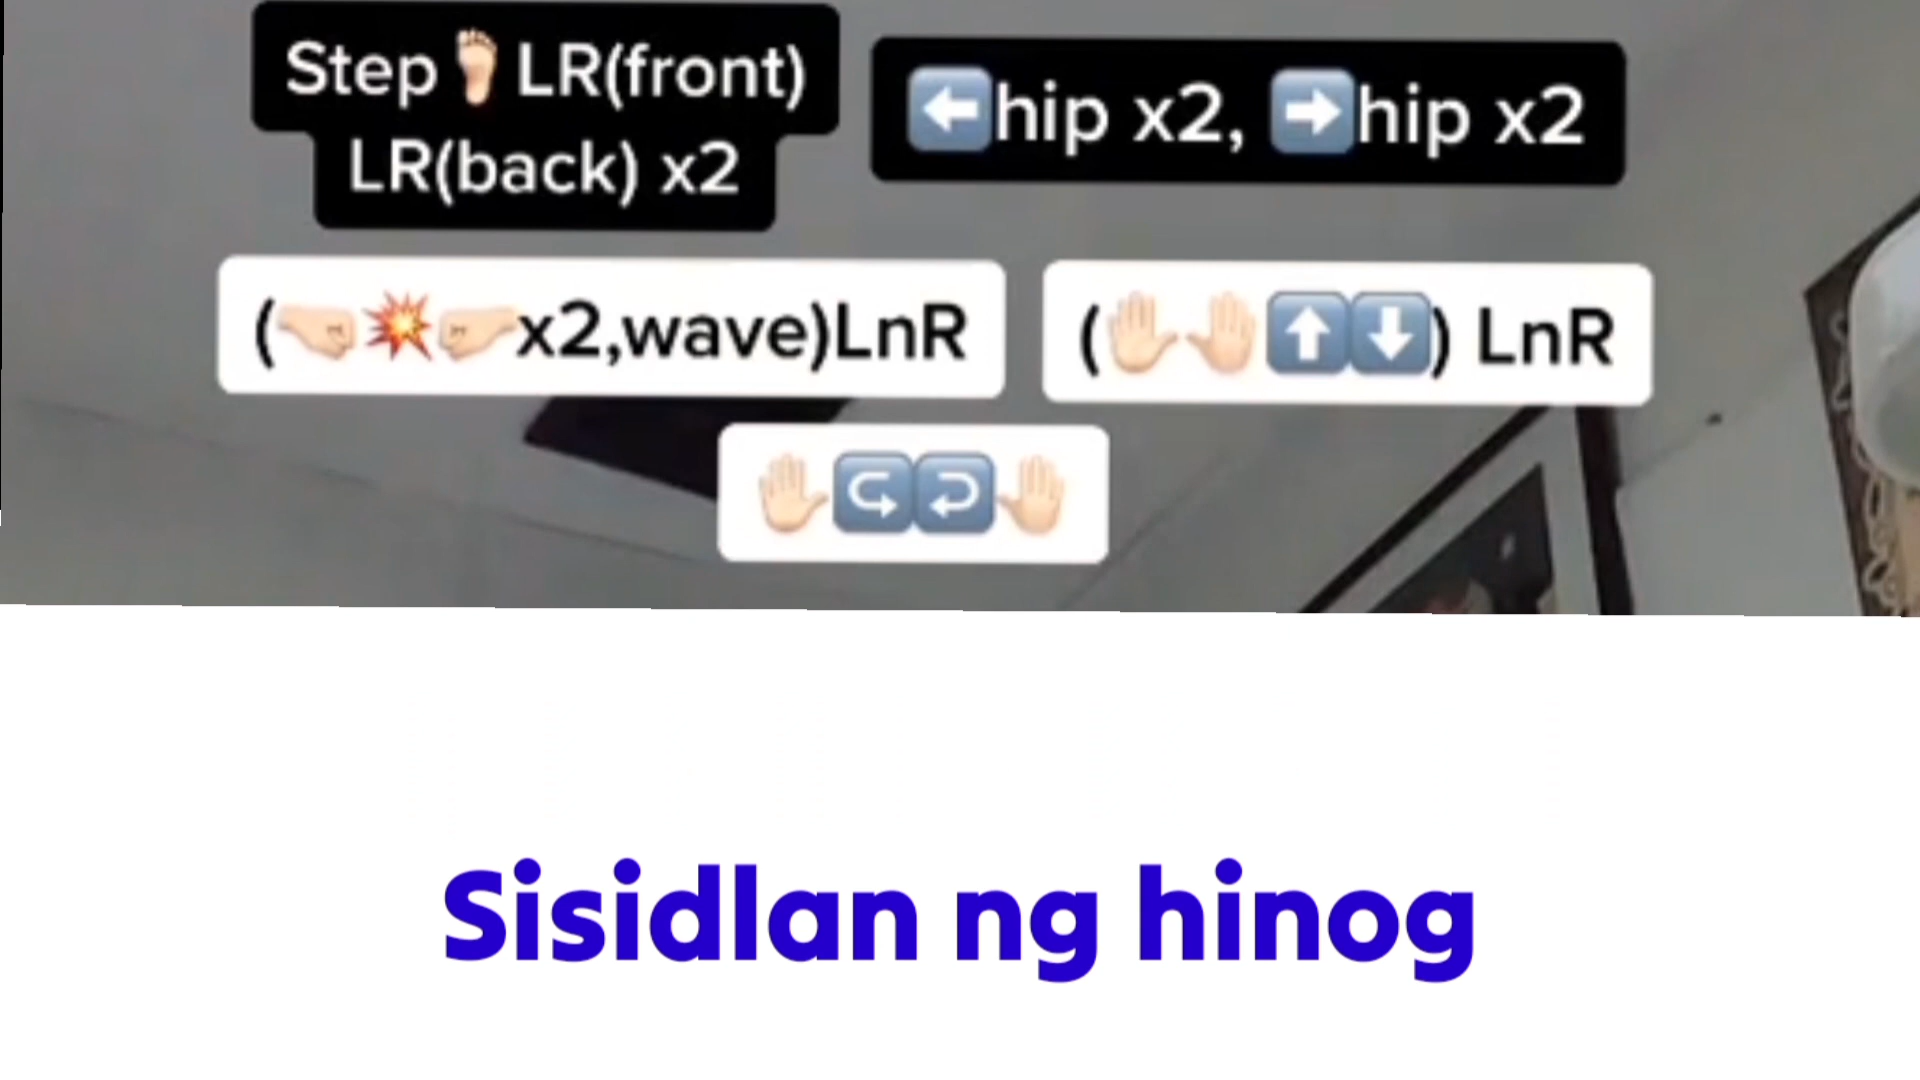 Step🦶🏻LR(front)
LR(back) x2
⬅️hip x2, ➡️hip x2
(🤜🏻💥🤛🏻x2,wave)LnR
(🤚🏻🤚🏻⬆️⬇️) LnR
🤚🏻↪️↩️🤚🏻
Sisidlan ng hinog